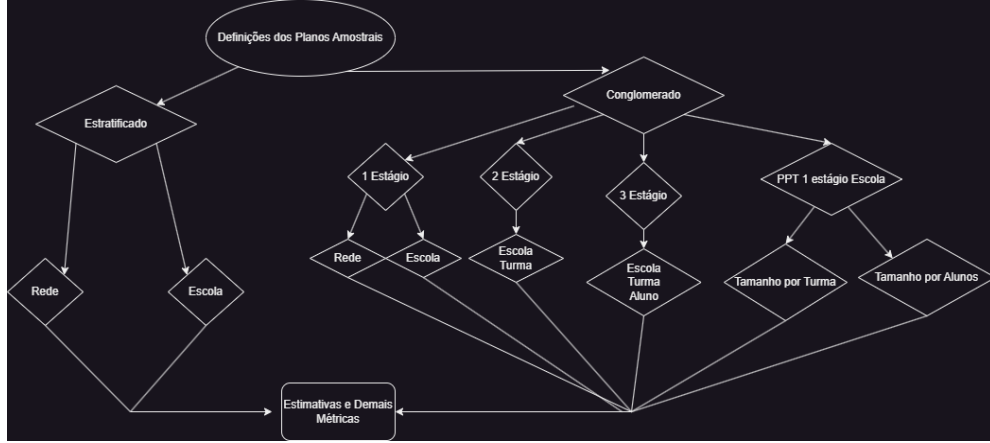 Definições dos Planos Amostrais
Conglomerado
Estratificado
1 Estágio
2 Estágio
3 Estágio
PPT 1 estágio Escola
Rede
Escola
Escola
Turma
Escola
Turma
Aluno
Tamanho por Turma
Tamanho por Alunos
Rede
Escola
Estimativas e Demais
Métricas